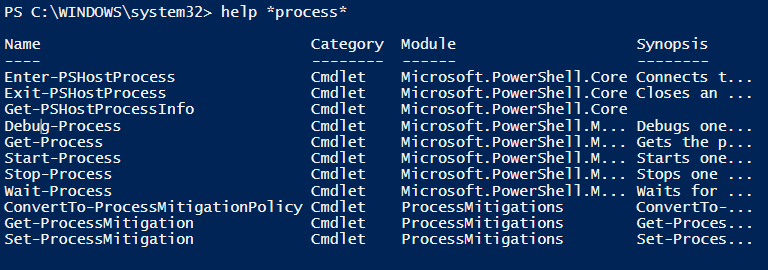 PS C:\WINDOWS\system32> help *process*
Name Category Module Synopsis
---- -------- ------ --------
Enter-PSHostProcess Cmdlet Microsoft.PowerShell.Core Connects t...
Exit-PSHostProcess Cmdlet Microsoft.PowerShell.Core Closes an ...
Get-PSHostProcessInfo Cmdlet Microsoft.PowerShell.Core
Debug-Process Cmdlet Microsoft.PowerShell.M... Debugs one...
Get-Process Cmdlet Microsoft.PowerShell.M... Gets the p...
Start-Process Cmdlet Microsoft.PowerShell.M... Starts one...
Stop-Process Cmdlet Microsoft.PowerShell.M... Stops one ...
Wait-Process Cmdlet Microsoft.PowerShell.M... Waits for ...
ConvertTo-ProcessMitigationPolicy Cmdlet ProcessMitigations ConvertTo-...
Get-ProcessMitigation Cmdlet ProcessMitigations Get-Proces...
Set-ProcessMitigation Cmdlet ProcessMitigations Set-Proces...